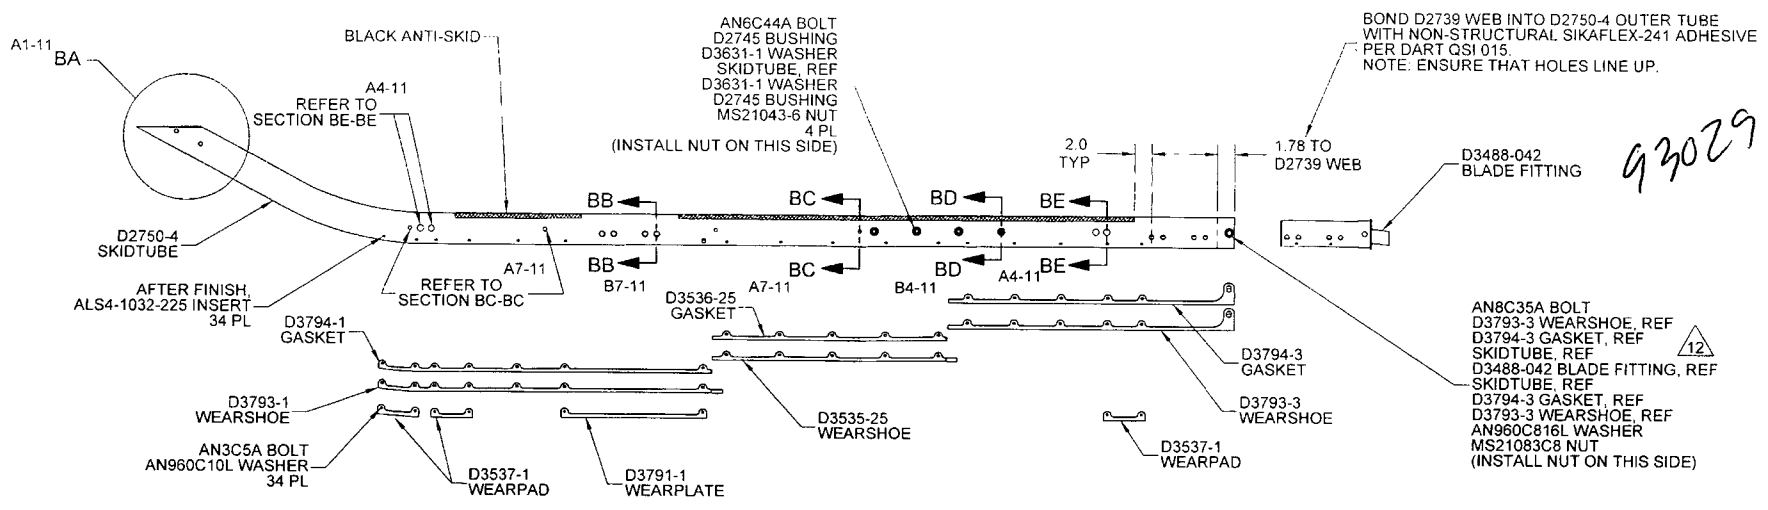 A1-11
BA
BLACK ANTI-SKID
A4-11
REFER TO
SECTION BE-BE
AN6C44A BOLT
D2745 BUSHING
D3631-1 WASHER
SKIDTUBE, REF
D3631-1 WASHER
D2745 BUSHING
MS21043-6 NUT
4 PL
(INSTALL NUT ON THIS SIDE)
BOND D2739 WEB INTO D2750-4 OUTER TUBE
WITH NON-STRUCTURAL SIKAFLEX-241 ADHESIVE
PER DART QSI 015.
NOTE: ENSURE THAT HOLES LINE UP.
2.0
TYP
1.78 TO
D2739 WEB
D3488-042
BLADE FITTING
93029
BB
BC
BD
BE
D2750-4
SKIDTUBE
BB
BC
BD
BE
A7-11
REFER TO
SECTION BC-BC
B7-11
A7-11
B4-11
A4-11
AFTER FINISH,
ALS4-1032-225 INSERT
34 PL
D3794-1
GASKET
D3536-25
GASKET
D3794-3
GASKET
D3793-1
WEARSHOE
D3535-25
WEARSHOE
D3793-3
WEARSHOE
AN3C5A BOLT
AN960C10L WASHER
34 PL
D3537-1
WEARPAD
D3791-1
WEARPLATE
D3537-1
WEARPAD
AN8C35A BOLT
D3793-3 WEARSHOE, REF
D3794-3 GASKET, REF
SKIDTUBE, REF
D3488-042 BLADE FITTING, REF
SKIDTUBE, REF
D3794-3 GASKET, REF
D3793-3 WEARSHOE, REF
AN960C816L WASHER
MS21083C8 NUT
(INSTALL NUT ON THIS SIDE)
12